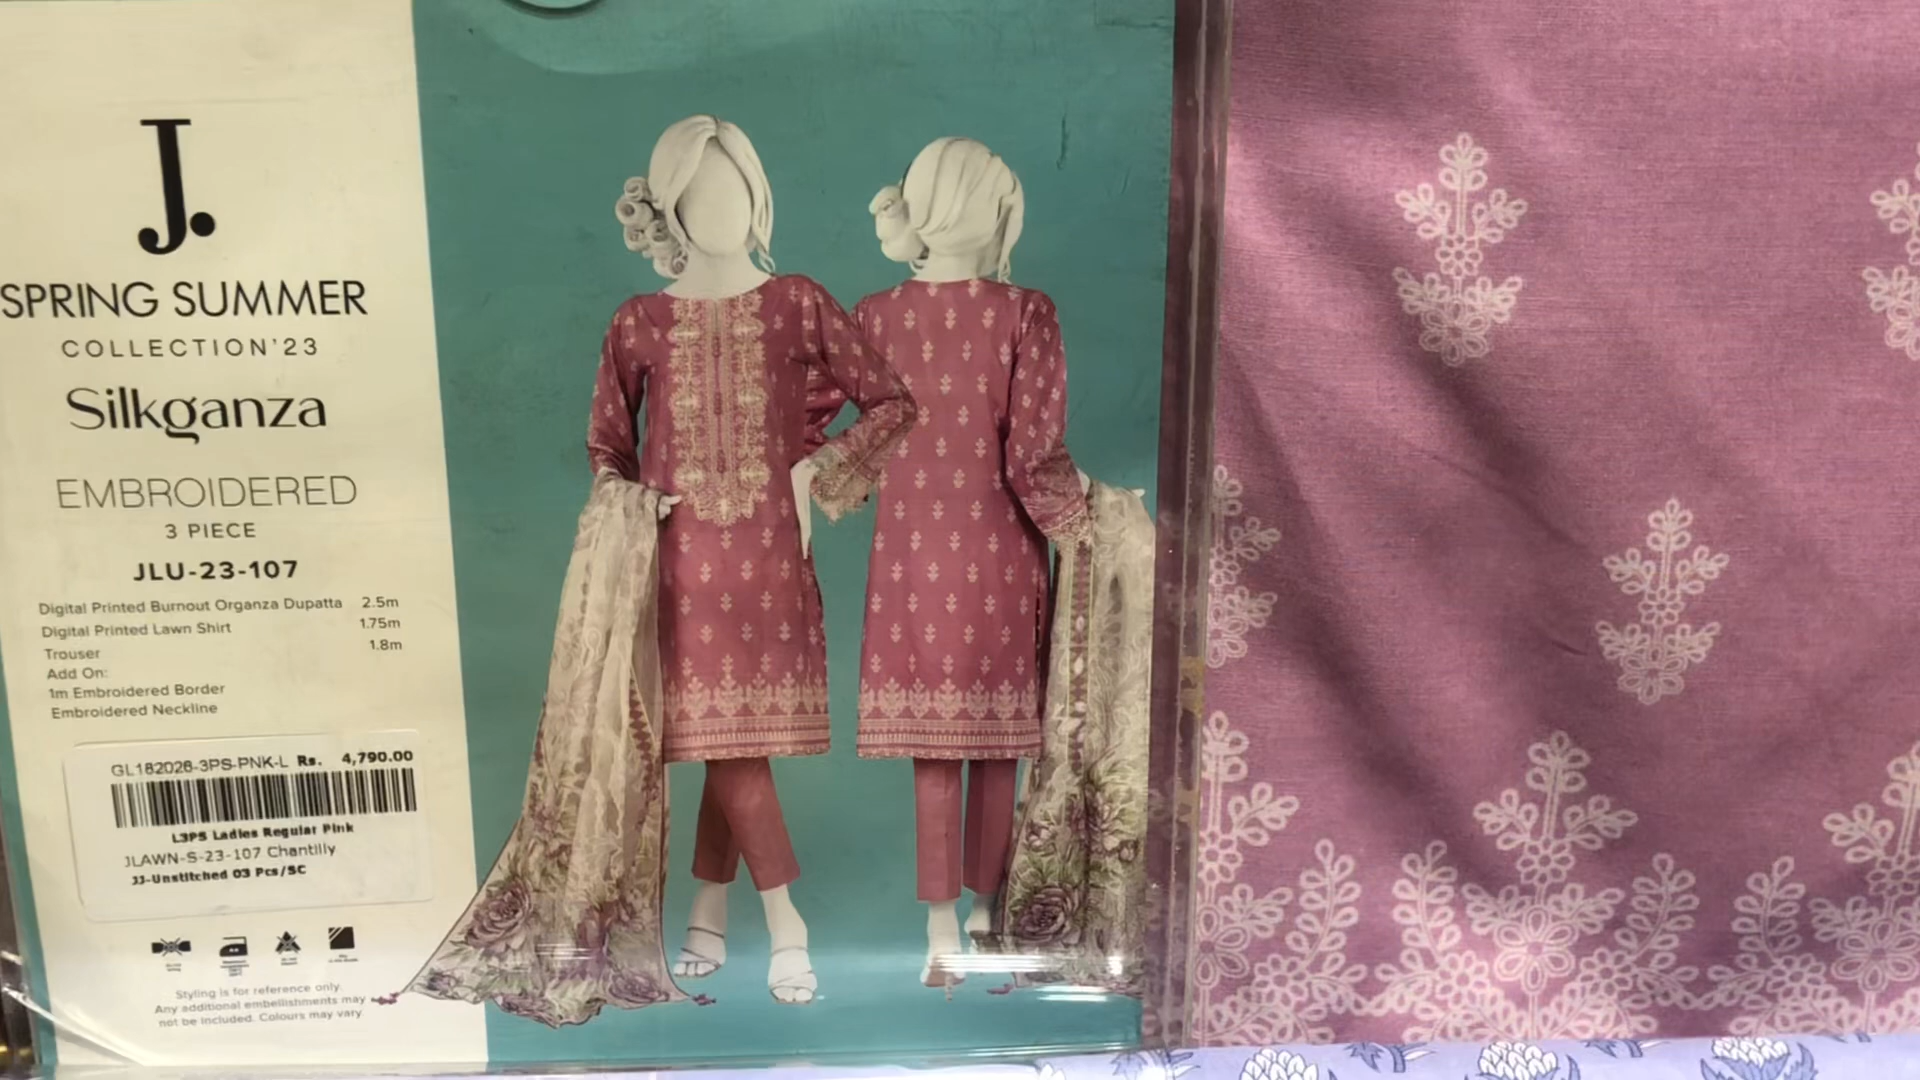 J.
SPRING SUMMER
COLLECTION'23
Silkganza
EMBROIDERED
3 PIECE
JLU-23-107
Digital Printed Burnout Organza Dupatta 2.5m
Digital Printed Lawn Shirt 1.75m
Trouser 1.8m
Add On:
1m Embroidered Border
Embroidered Neckline
GL182026-3PS-PNK-L Rs. 4,790.00
L3PS Ladies Regular Pink
JLAWN-S-23-107 Chantilly
JJ-Unstitched 03 Pcs/SC
Styling is for reference only.
Any additional embellishments may
not be included. Colours may vary.